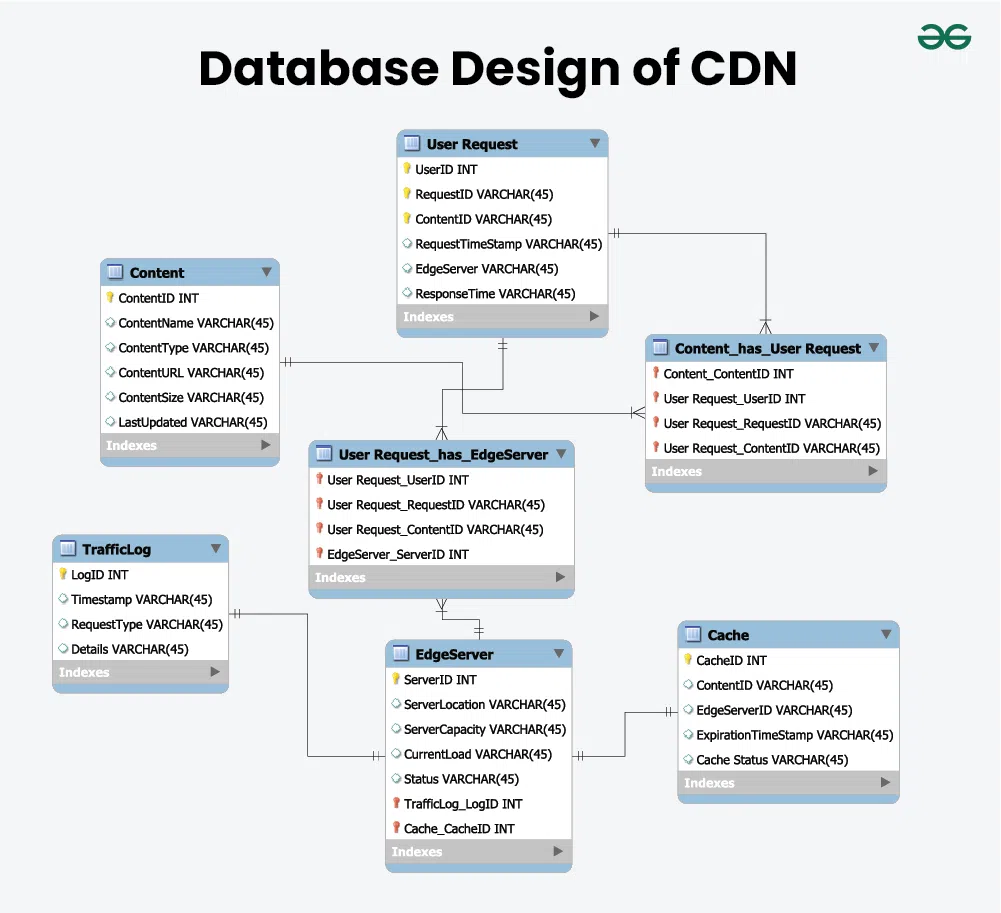 Database Design of CDN
User Request
UserID INT
RequestID VARCHAR(45)
ContentID VARCHAR(45)
RequestTimeStamp VARCHAR(45)
EdgeServer VARCHAR(45)
ResponseTime VARCHAR(45)
Indexes
Content
ContentID INT
ContentName VARCHAR(45)
ContentType VARCHAR(45)
ContentURL VARCHAR(45)
ContentSize VARCHAR(45)
LastUpdated VARCHAR(45)
Indexes
Content_has_User Request
Content_ContentID INT
User Request_UserID INT
User Request_RequestID VARCHAR(45)
User Request_ContentID VARCHAR(45)
Indexes
User Request_has_EdgeServer
User Request_UserID INT
User Request_RequestID VARCHAR(45)
User Request_ContentID VARCHAR(45)
EdgeServer_ServerID INT
Indexes
TrafficLog
LogID INT
Timestamp VARCHAR(45)
RequestType VARCHAR(45)
Details VARCHAR(45)
Indexes
EdgeServer
ServerID INT
ServerLocation VARCHAR(45)
ServerCapacity VARCHAR(45)
CurrentLoad VARCHAR(45)
Status VARCHAR(45)
TrafficLog_LogID INT
Cache_CacheID INT
Indexes
Cache
CacheID INT
ContentID VARCHAR(45)
EdgeServerID VARCHAR(45)
ExpirationTimeStamp VARCHAR(45)
Cache Status VARCHAR(45)
Indexes